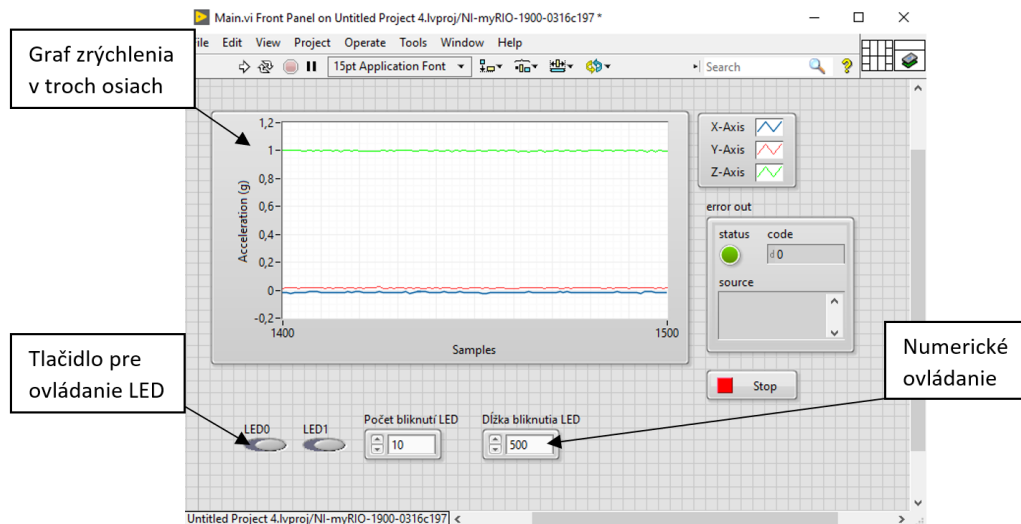 Main.vi Front Panel on Untitled Project 4.lvproj/NI-myRIO-1900-0316c197 *
File Edit View Project Operate Tools Window Help
15pt Application Font
Search
Graf zrýchlenia
v troch osiach
1,2
1
0,8
0,6
0,4
0,2
0
-0,2
Acceleration (g)
1400
1500
Samples
X-Axis
Y-Axis
Z-Axis
error out
status
code
d 0
source
Stop
Tlačidlo pre
ovládanie LED
Numerické
ovládanie
LED0
LED1
Počet bliknutí LED
10
Dĺžka bliknutia LED
500
Untitled Project 4.lvproj/NI-myRIO-1900-0316c197